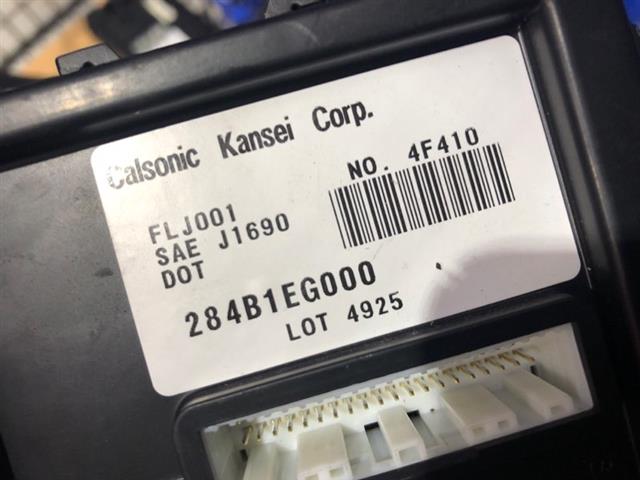 Calsonic Kansei Corp.
NO. 4F410
FLJ001
SAE J1690
DOT
284B1EG000
LOT 4925